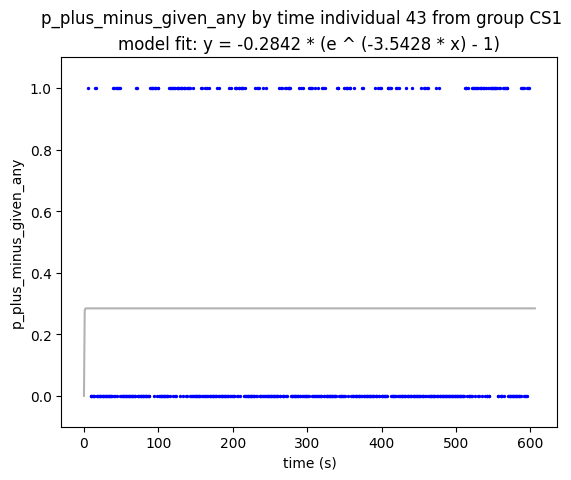 p_plus_minus_given_any by time individual 43 from group CS1
model fit: y = -0.2842 * (e ^ (-3.5428 * x) - 1)
1.0
0.8
0.6
0.4
0.2
0.0
p_plus_minus_given_any
0 100 200 300 400 500 600
time (s)